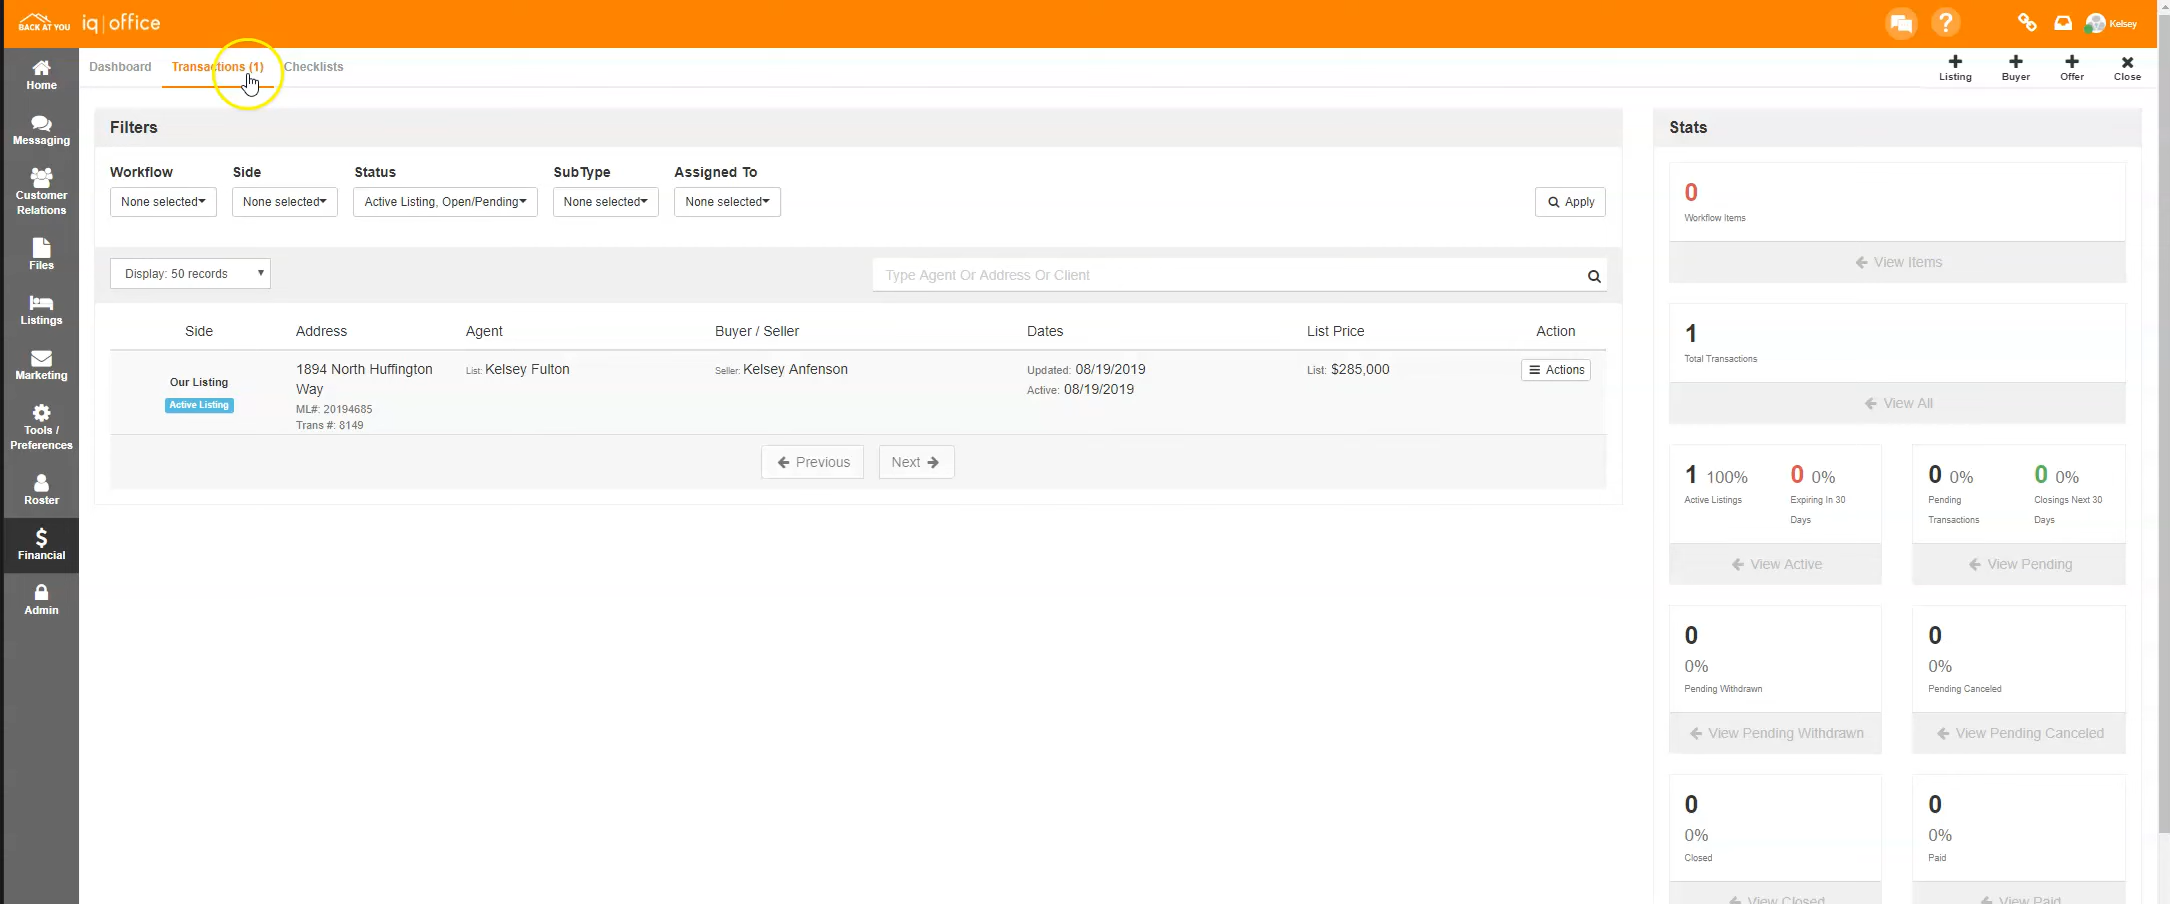 BACK AT YOU iq|office
Kelsey
Home
Messaging
Customer
Relations
Files
Listings
Marketing
Tools /
Preferences
Roster
Financial
Admin
Dashboard Transactions (1) Checklists
Listing Buyer Offer Close
Filters
Workflow Side Status SubType Assigned To
None selected None selected Active Listing, Open/Pending None selected None selected Apply
Display: 50 records Type Agent Or Address Or Client
Side Address Agent Buyer / Seller Dates List Price Action
Our Listing
Active Listing
1894 North Huffington
Way
ML#: 20194685
Trans #: 8149
List: Kelsey Fulton
Seller: Kelsey Anfenson
Updated: 08/19/2019
Active: 08/19/2019
List: $285,000
Actions
Previous Next
Stats
0
Workflow Items
View Items
1
Total Transactions
View All
1 100%
Active Listings
0 0%
Expiring In 30
Days
View Active
0 0%
Pending
Transactions
0 0%
Closings Next 30
Days
View Pending
0
0%
Pending Withdrawn
View Pending Withdrawn
0
0%
Pending Canceled
View Pending Canceled
0
0%
Closed
View Closed
0
0%
Paid
View Paid